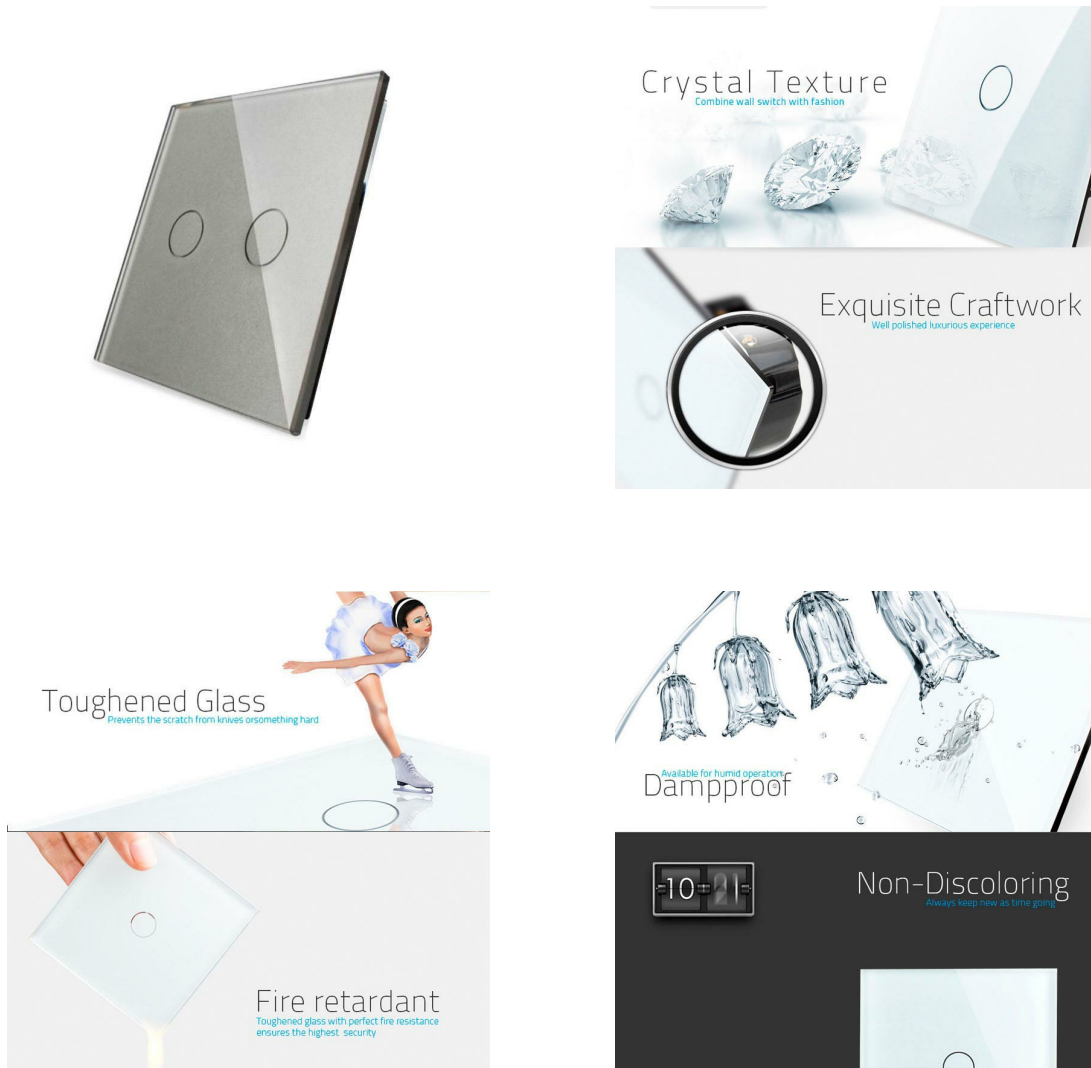 Crystal Texture
Combine wall switch with fashion
Exquisite Craftwork
Well polished luxurious experience
Toughened Glass
Prevents the scratch from knives orsomething hard
Available for humid operation
Dampproof
Fire retardant
Toughened glass with perfect fire resistance
ensures the highest security
10 21
Non-Discoloring
Always keep new as time going